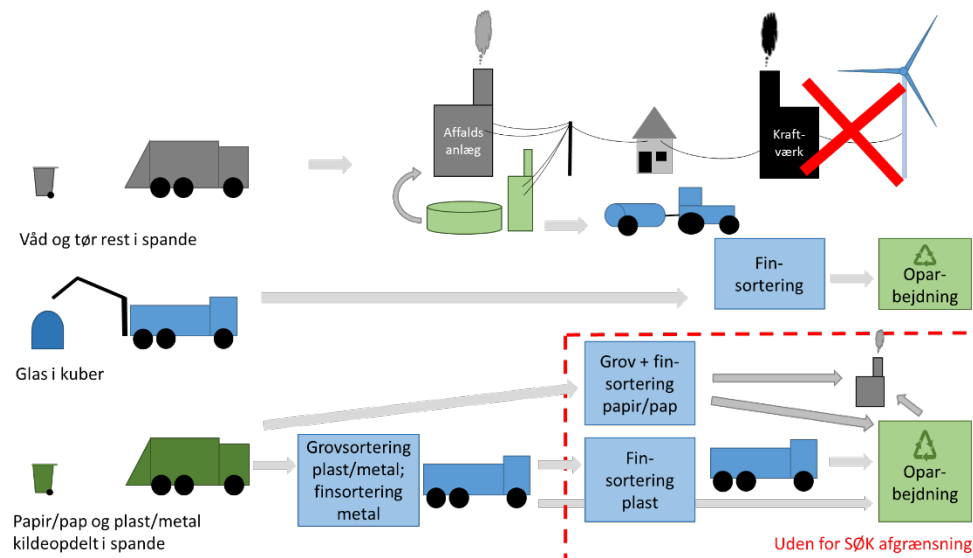 Affalds
anlæg
Kraft-
værk
Våd og tør rest i spande
Fin-
sortering
Opar-
bejdning
Glas i kuber
Grov + fin-
sortering
papir/pap
Grovsortering
plast/metal;
finsortering
metal
Fin-
sortering
plast
Opar-
bejdning
Papir/pap og plast/metal
kildeopdelt i spande
Uden for SØK afgrænsning